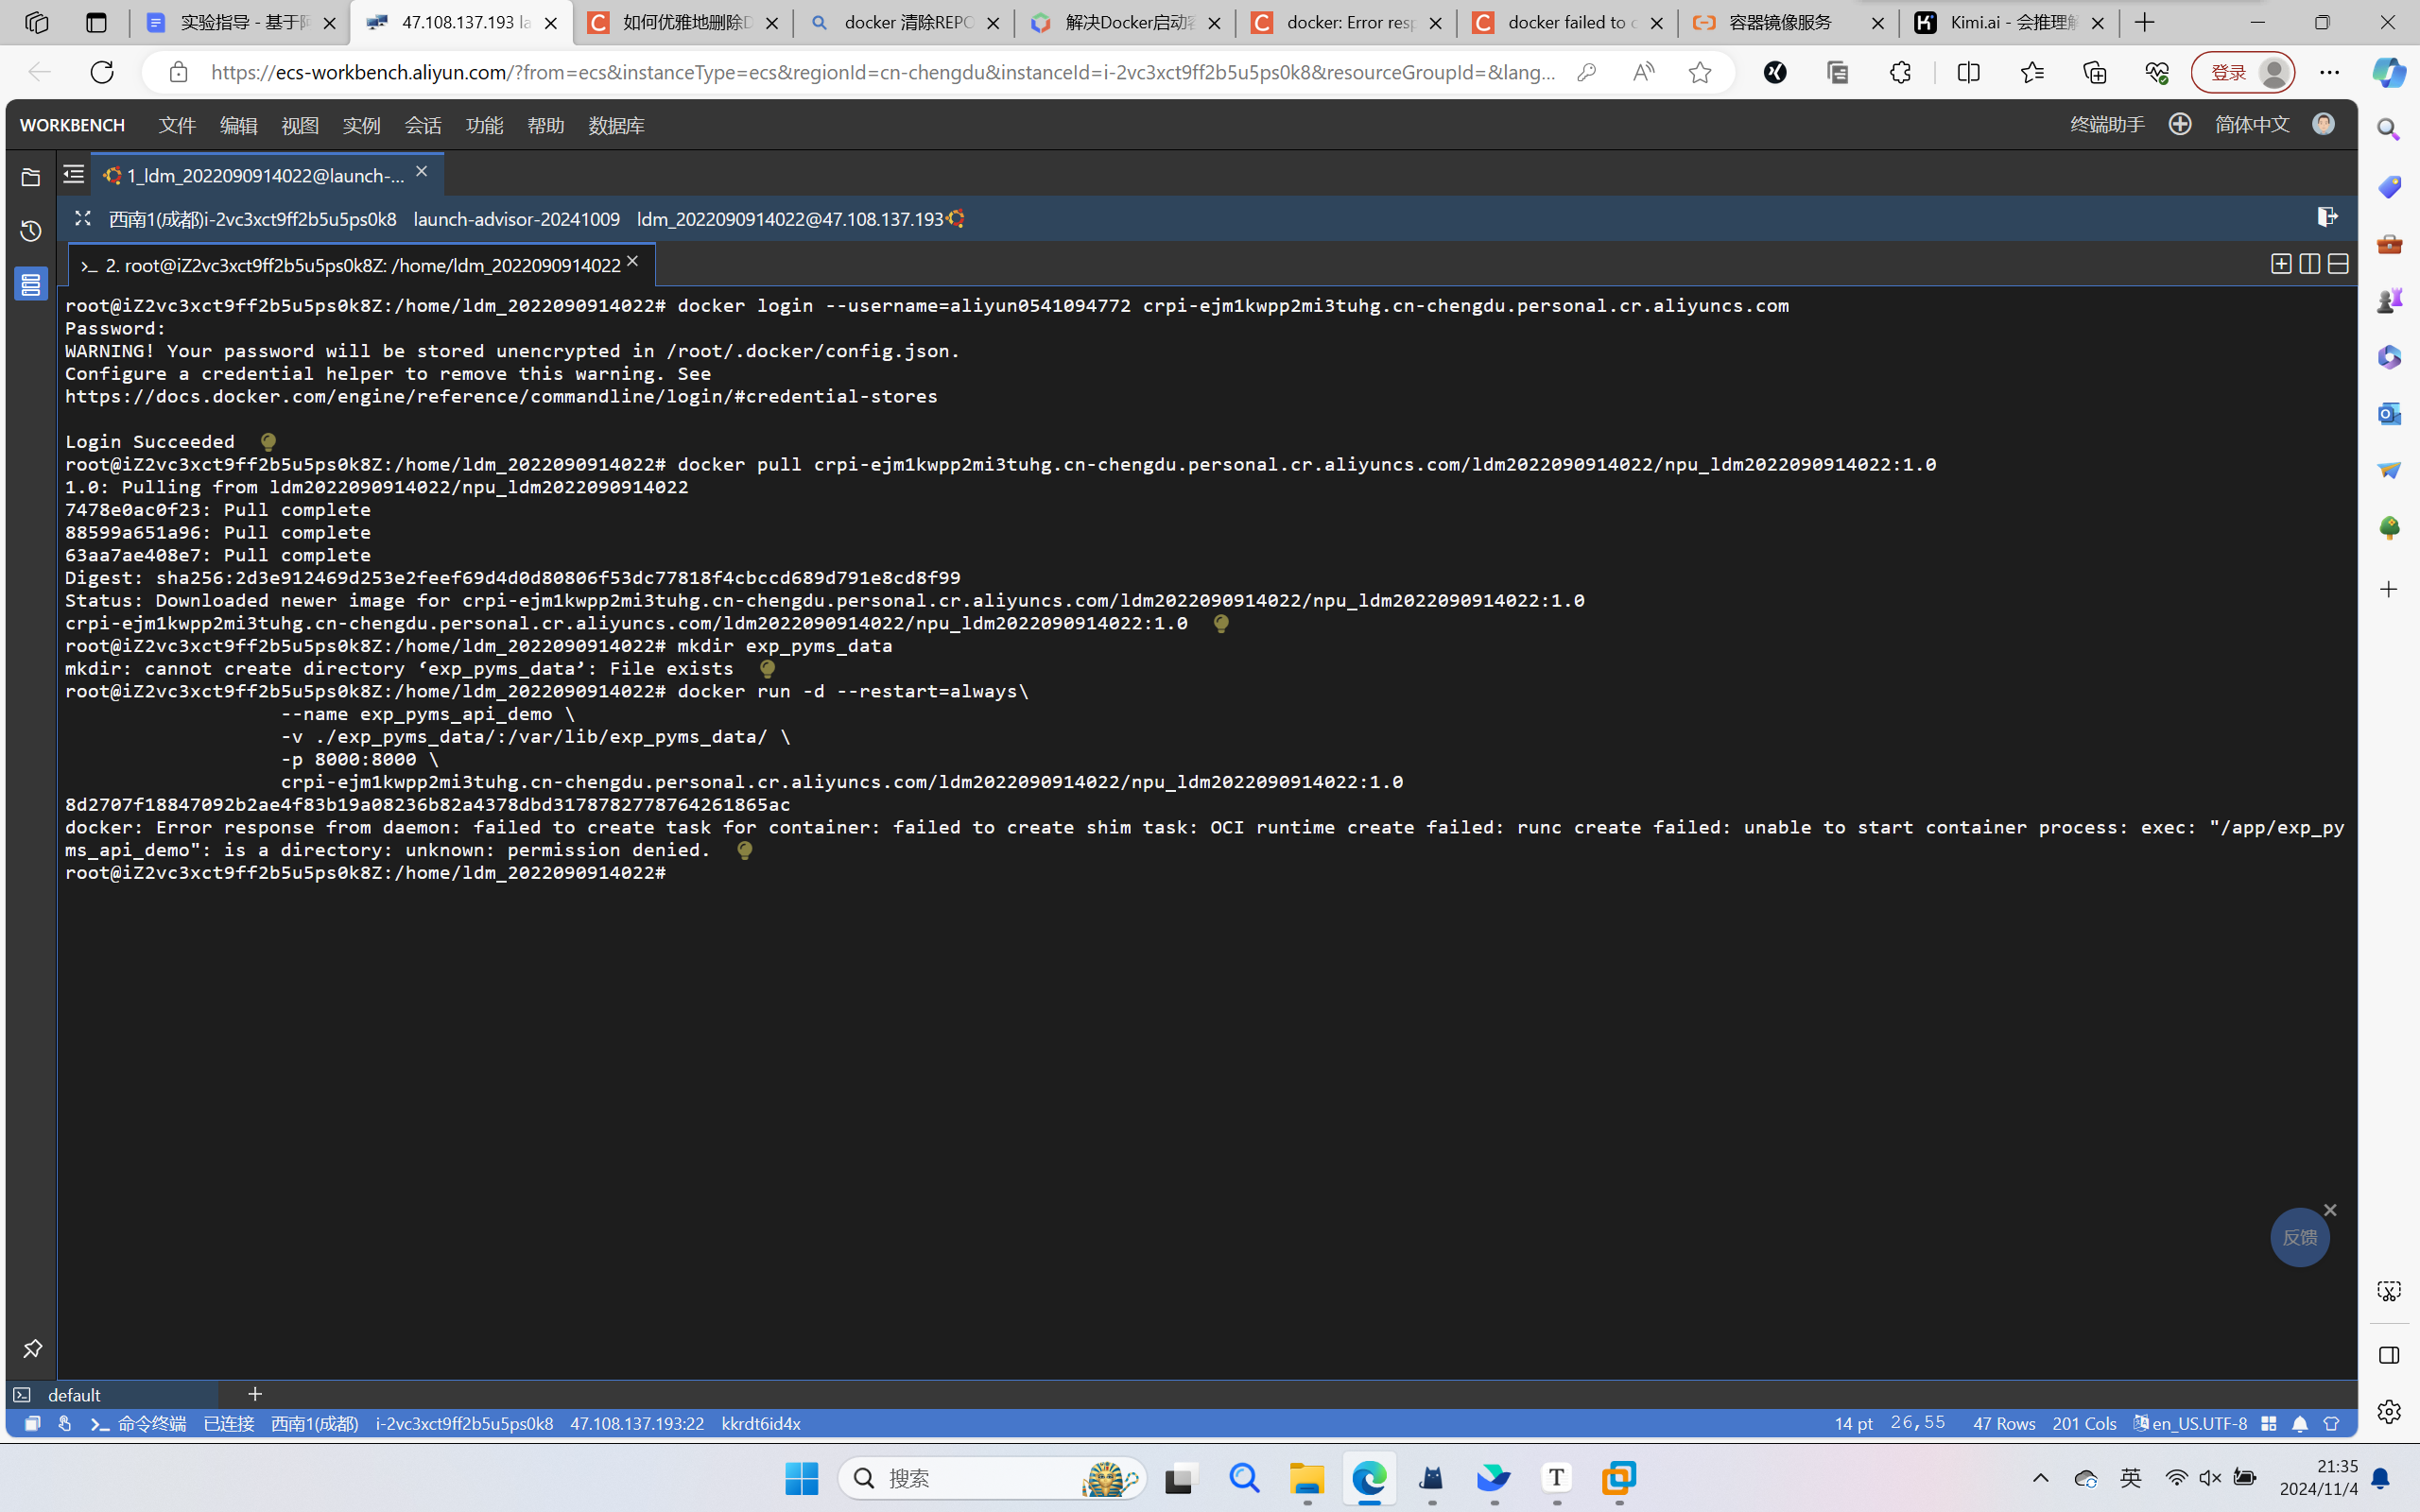 实验指导 - 基于阿
47.108.137.193 la
如何优雅地删除D
docker 清除REPO
解决Docker启动容
docker: Error resp
docker failed to c
容器镜像服务
Kimi.ai - 会推理解
https://ecs-workbench.aliyun.com/?from=ecs&instanceType=ecs&regionId=cn-chengdu&instanceId=i-2vc3xct9ff2b5u5ps0k8&resourceGroupId=&lang...
登录
WORKBENCH 文件 编辑 视图 实例 会话 功能 帮助 数据库 终端助手 简体中文
1_ldm_2022090914022@launch-...
西南1(成都)i-2vc3xct9ff2b5u5ps0k8 launch-advisor-20241009 ldm_2022090914022@47.108.137.193
2. root@iZ2vc3xct9ff2b5u5ps0k8Z: /home/ldm_2022090914022
root@iZ2vc3xct9ff2b5u5ps0k8Z:/home/ldm_2022090914022# docker login --username=aliyun0541094772 crpi-ejm1kwpp2mi3tuhg.cn-chengdu.personal.cr.aliyuncs.com
Password:
WARNING! Your password will be stored unencrypted in /root/.docker/config.json.
Configure a credential helper to remove this warning. See
https://docs.docker.com/engine/reference/commandline/login/#credential-stores
Login Succeeded
root@iZ2vc3xct9ff2b5u5ps0k8Z:/home/ldm_2022090914022# docker pull crpi-ejm1kwpp2mi3tuhg.cn-chengdu.personal.cr.aliyuncs.com/ldm2022090914022/npu_ldm2022090914022:1.0
1.0: Pulling from ldm2022090914022/npu_ldm2022090914022
7478e0ac0f23: Pull complete
88599a651a96: Pull complete
63aa7ae408e7: Pull complete
Digest: sha256:2d3e912469d253e2feef69d4d0d80806f53dc77818f4cbccd689d791e8cd8f99
Status: Downloaded newer image for crpi-ejm1kwpp2mi3tuhg.cn-chengdu.personal.cr.aliyuncs.com/ldm2022090914022/npu_ldm2022090914022:1.0
crpi-ejm1kwpp2mi3tuhg.cn-chengdu.personal.cr.aliyuncs.com/ldm2022090914022/npu_ldm2022090914022:1.0
root@iZ2vc3xct9ff2b5u5ps0k8Z:/home/ldm_2022090914022# mkdir exp_pyms_data
mkdir: cannot create directory ‘exp_pyms_data’: File exists
root@iZ2vc3xct9ff2b5u5ps0k8Z:/home/ldm_2022090914022# docker run -d --restart=always\
--name exp_pyms_api_demo \
-v ./exp_pyms_data/:/var/lib/exp_pyms_data/ \
-p 8000:8000 \
crpi-ejm1kwpp2mi3tuhg.cn-chengdu.personal.cr.aliyuncs.com/ldm2022090914022/npu_ldm2022090914022:1.0
8d2707f18847092b2ae4f83b19a08236b82a4378dbd3178782778764261865ac
docker: Error response from daemon: failed to create task for container: failed to create shim task: OCI runtime create failed: runc create failed: unable to start container process: exec: "/app/exp_py
ms_api_demo": is a directory: unknown: permission denied.
root@iZ2vc3xct9ff2b5u5ps0k8Z:/home/ldm_2022090914022#
反馈
default
命令终端 已连接 西南1(成都) i-2vc3xct9ff2b5u5ps0k8 47.108.137.193:22 kkrdt6id4x 14 pt 26,55 47 Rows 201 Cols en_US.UTF-8
搜索
英
21:35
2024/11/4